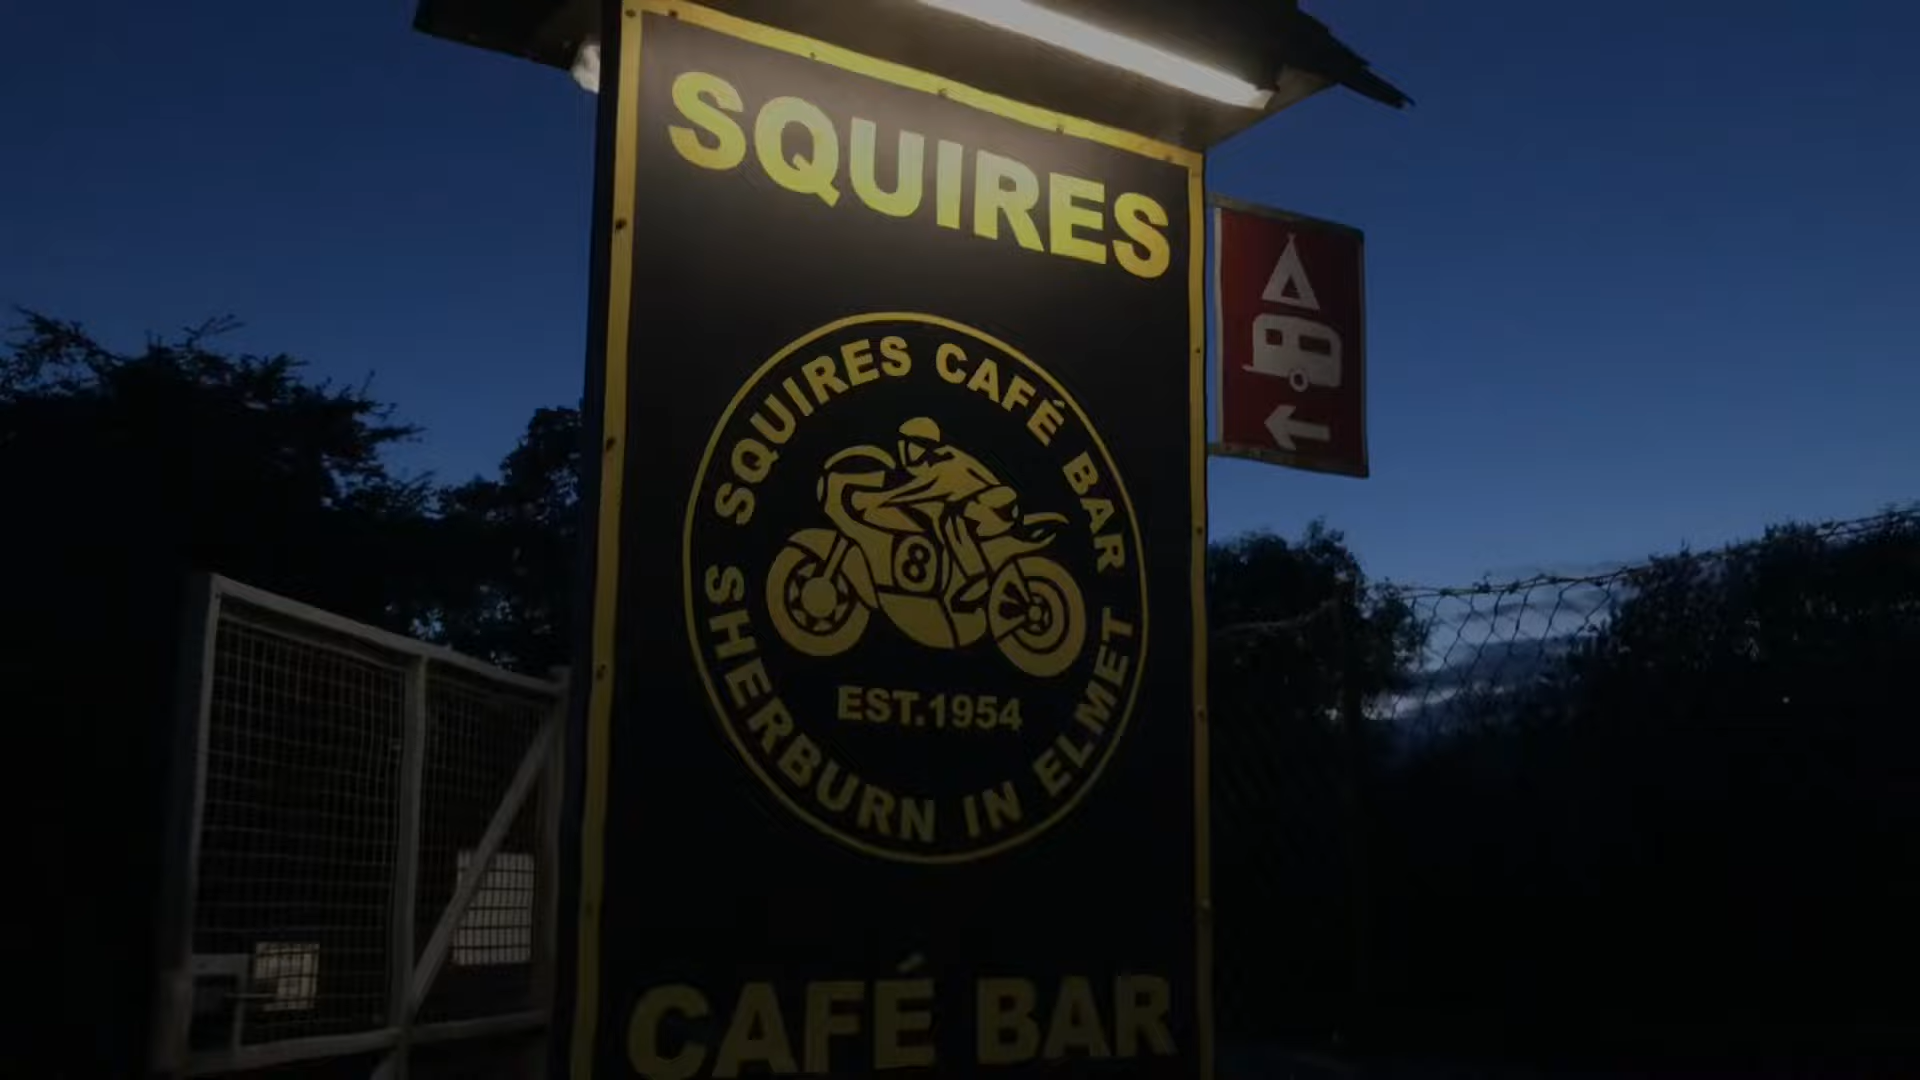 SQUIRES
SQUIRES CAFÉ BAR
8
EST.1954
SHERBURN IN ELMET
CAFÉ BAR